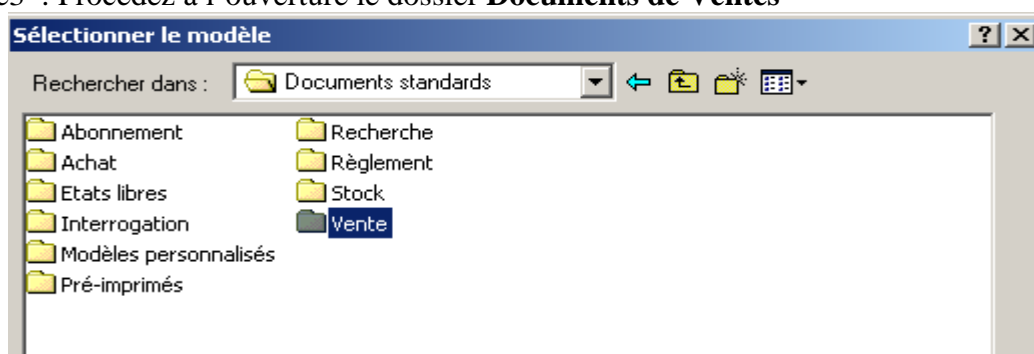 : Procédez à l'ouverture le dossier Documents de Ventes
Sélectionner le modèle
Rechercher dans :
Documents standards
Abonnement
Recherche
Achat
Règlement
Etats libres
Stock
Interrogation
Vente
Modèles personnalisés
Pré-imprimés